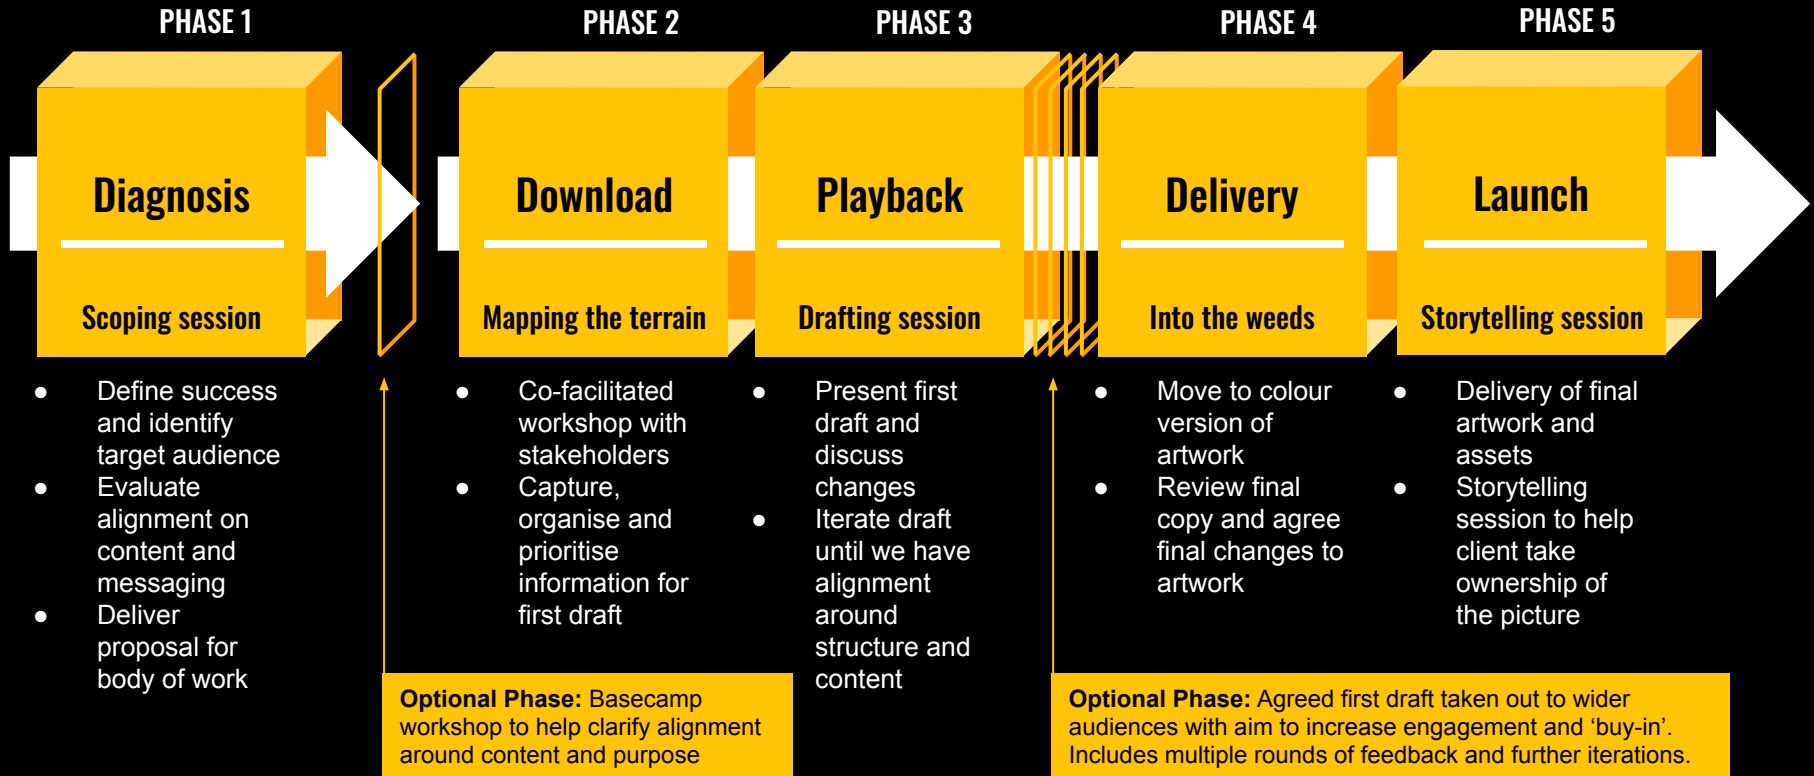 PHASE 1
PHASE 2
PHASE 3
PHASE 4
PHASE 5
Diagnosis
Scoping session
Download
Mapping the terrain
Playback
Drafting session
Delivery
Into the weeds
Launch
Storytelling session
● Define success
and identify
target audience
● Evaluate
alignment on
content and
messaging
● Deliver
proposal for
body of work
● Co-facilitated
workshop with
stakeholders
● Capture,
organise and
prioritise
information for
first draft
● Present first
draft and
discuss
changes
● Iterate draft
until we have
alignment
around
structure and
content
● Move to colour
version of
artwork
● Review final
copy and agree
final changes to
artwork
● Delivery of final
artwork and
assets
● Storytelling
session to help
client take
ownership of
the picture
Optional Phase: Basecamp
workshop to help clarify alignment
around content and purpose
Optional Phase: Agreed first draft taken out to wider
audiences with aim to increase engagement and ‘buy-in’.
Includes multiple rounds of feedback and further iterations.